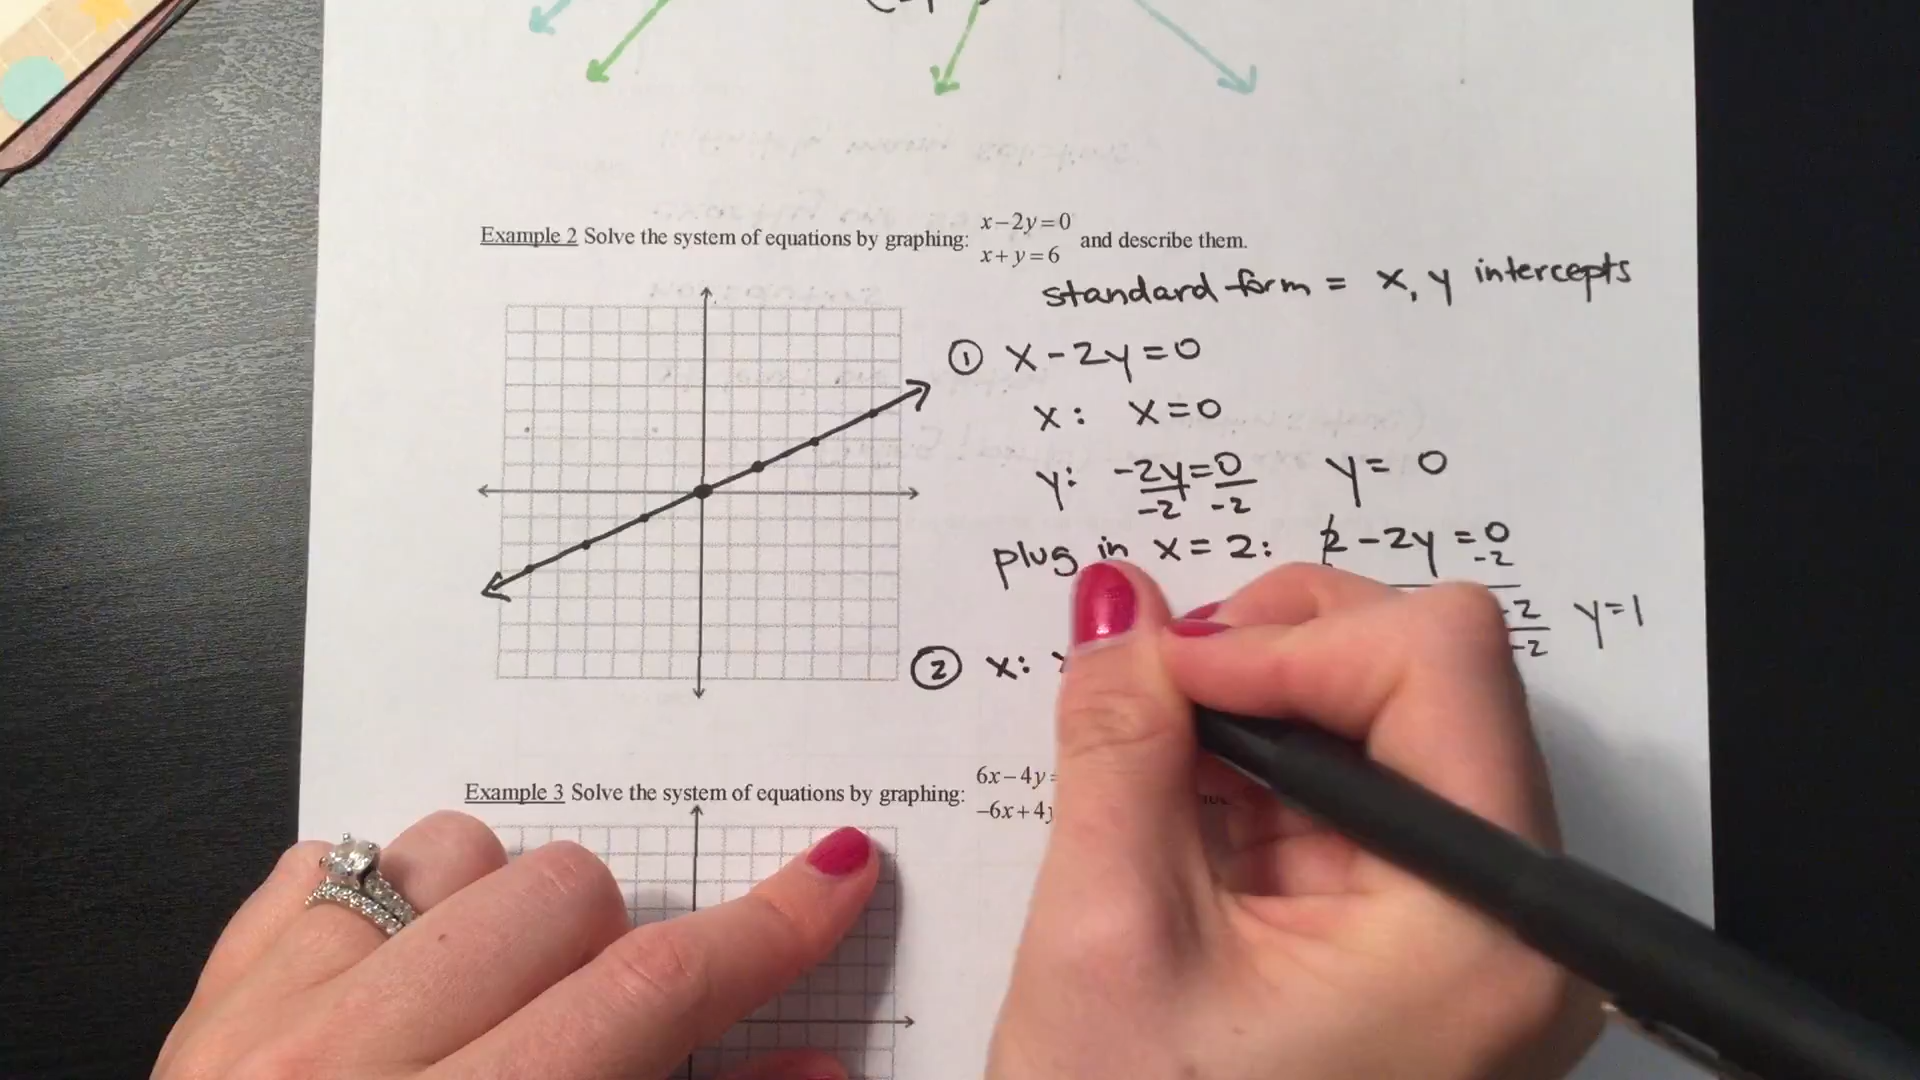 Example 2 Solve the system of equations by graphing: x−2y=0 and describe them.
x+y=6
standard form = x, y intercepts
① x-2y=0
x: x=0
y: -2y=0 y=0
-2 -2
plug in x=2: 2-2y=0
-2
-2 y=1
-2
② x:
Example 3 Solve the system of equations by graphing: 6x−4y=
−6x+4